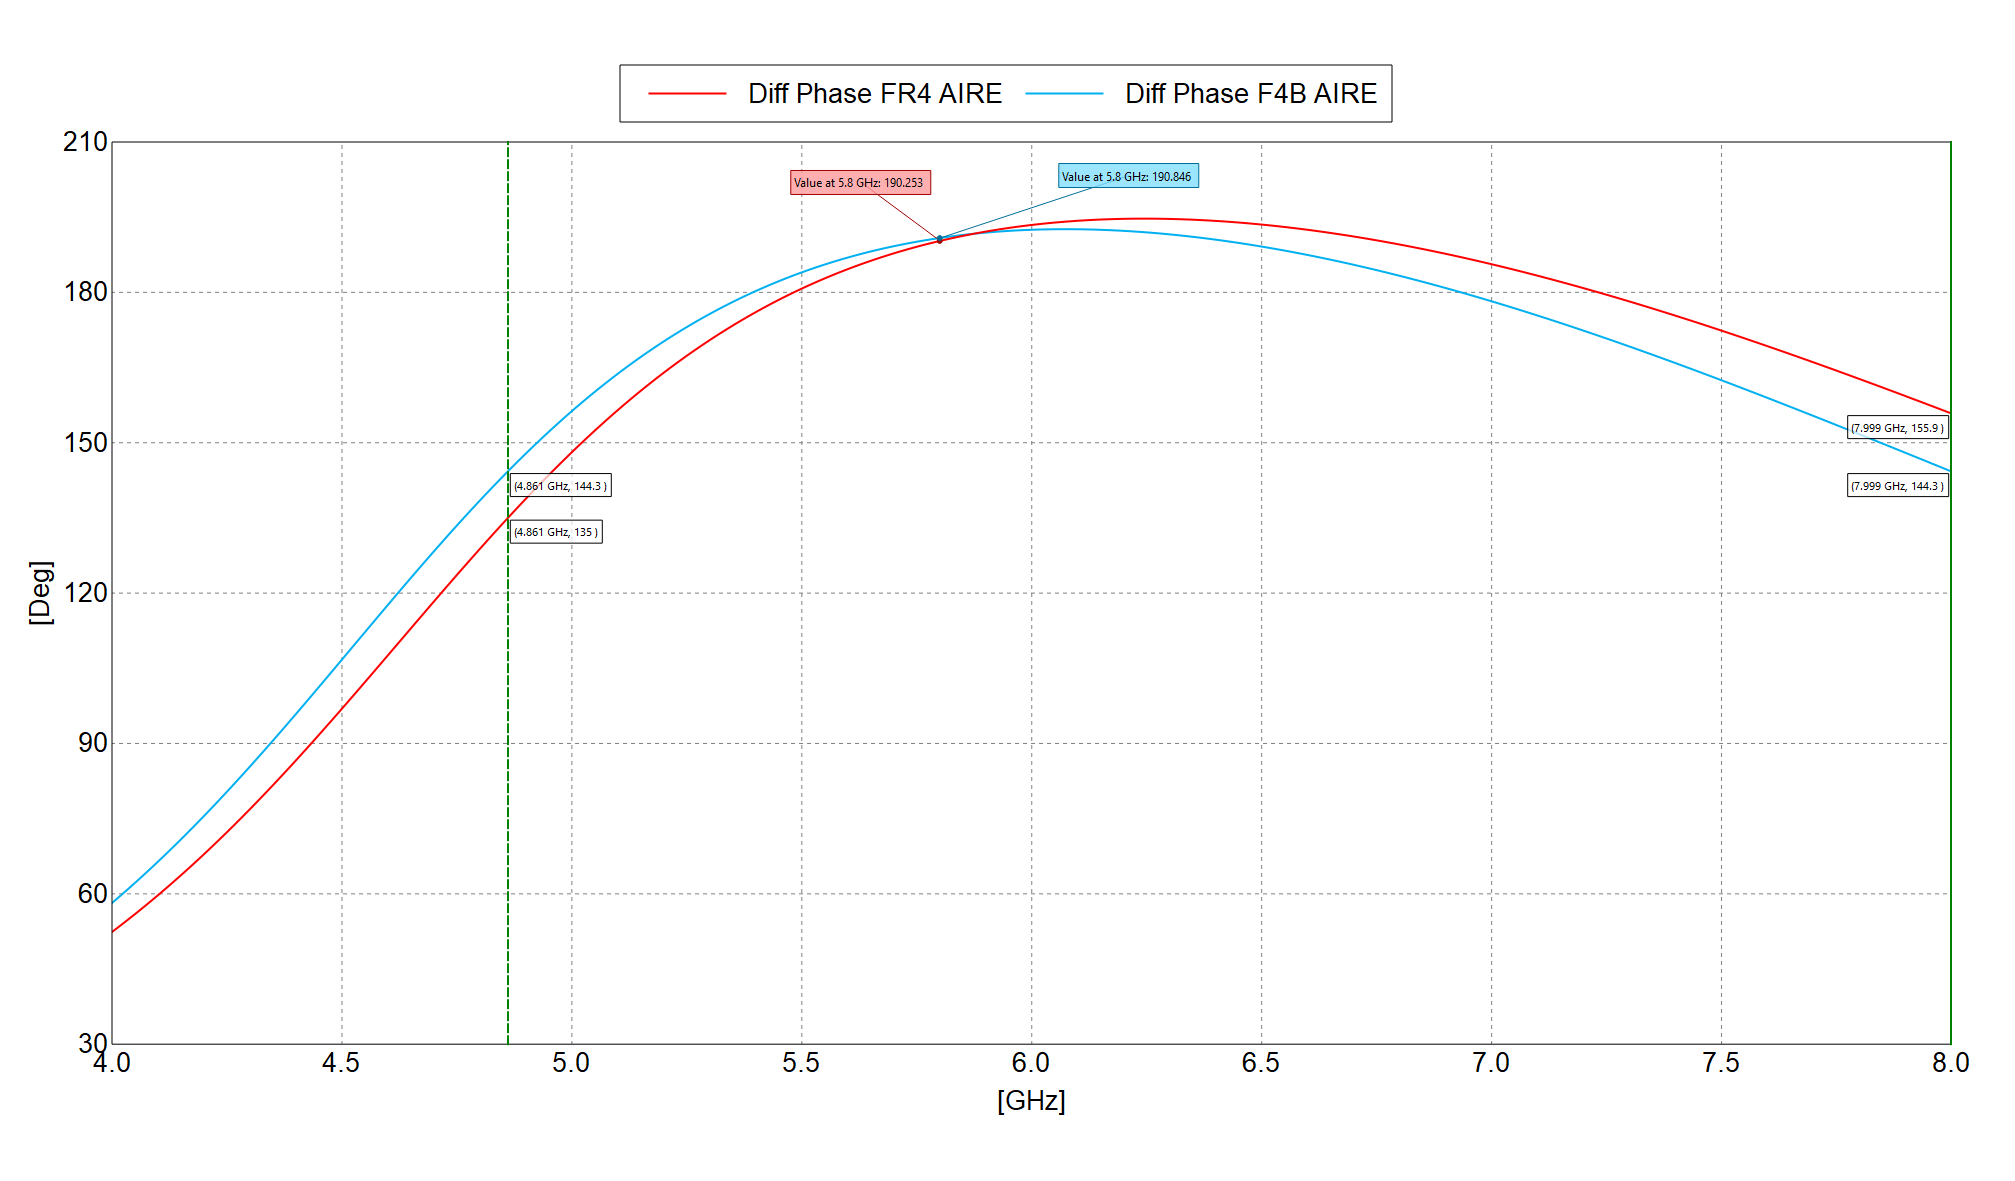 Diff Phase FR4 AIRE Diff Phase F4B AIRE
210
180
150
120
90
60
30
[Deg]
Value at 5.8 GHz: 190.253
Value at 5.8 GHz: 190.846
(4.861 GHz, 144.3 )
(4.861 GHz, 135 )
(7.999 GHz, 155.9 )
(7.999 GHz, 144.3 )
4.0 4.5 5.0 5.5 6.0 6.5 7.0 7.5 8.0
[GHz]